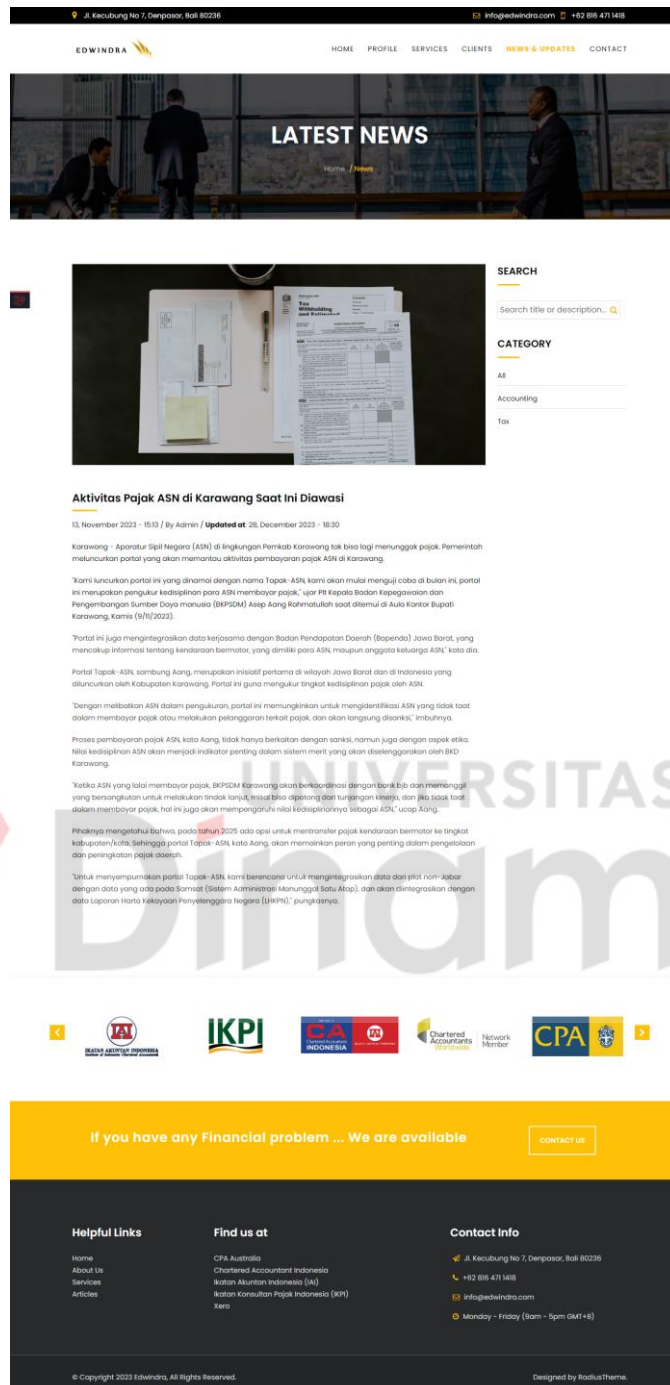 Jl. Kecubung No 7, Denpasar, Bali 80236
info@edwindra.com +62 816 471 1418
EDWINDRA
HOME PROFILE SERVICES CLIENTS NEWS & UPDATES CONTACT
LATEST NEWS
Home / News
SEARCH
Search title or description...
CATEGORY
All
Accounting
Tax
Tax
Withholding
and Estimated
Aktivitas Pajak ASN di Karawang Saat Ini Diawasi
13, November 2023 - 15:13 / By Admin / Updated at: 28, December 2023 - 18:30
Karawang - Aparatur Sipil Negara (ASN) di lingkungan Pemkab Karawang tak bisa lagi menunggak pajak. Pemerintah
meluncurkan portal yang akan memantau aktivitas pembayaran pajak ASN di Karawang.
"Kami luncurkan portal ini yang dinamai dengan nama Tapak-ASN, kami akan mulai menguji coba di bulan ini, portal
ini merupakan pengukur kedisiplinan para ASN membayar pajak," ujar Plt Kepala Badan Kepegawaian dan
Pengembangan Sumber Daya manusia (BKPSDM) Asep Aang Rahmatullah saat ditemui di Aula Kantor Bupati
Karawang, Kamis (9/11/2023).
"Portal ini juga mengintegrasikan data kerjasama dengan Badan Pendapatan Daerah (Bapenda) Jawa Barat, yang
mencakup informasi tentang kendaraan bermotor, yang dimiliki para ASN, maupun anggota keluarga ASN," kata dia.
Portal Tapak-ASN, sambung Aang, merupakan inisiatif pertama di wilayah Jawa Barat dan di Indonesia yang
diluncurkan oleh Kabupaten Karawang. Portal ini guna mengukur tingkat kedisiplinan pajak oleh ASN.
"Dengan melibatkan ASN dalam pengukuran, portal ini memungkinkan untuk mengidentifikasi ASN yang tidak taat
dalam membayar pajak atau melakukan pelanggaran terkait pajak, dan akan langsung disanksi," imbuhnya.
Proses pembayaran pajak ASN, kata Aang, tidak hanya berkaitan dengan sanksi, namun juga dengan aspek etika.
Nilai kedisiplinan ASN akan menjadi indikator penting dalam sistem merit yang akan diselenggarakan oleh BKD
Karawang.
"Ketika ASN yang lalai membayar pajak, BKPSDM Karawang akan berkoordinasi dengan bank bjb dan memanggil
yang bersangkutan untuk melakukan tindak lanjut, misal bisa dipotong dari tunjangan kinerja, dan jika tidak taat
dalam membayar pajak, hal ini juga akan mempengaruhi nilai kedisiplinannya sebagai ASN," ucap Aang.
Pihaknya mengetahui bahwa, pada tahun 2025 ada opsi untuk mentransfer pajak kendaraan bermotor ke tingkat
kabupaten/kota. Sehingga portal Tapak-ASN, kata Aang, akan memainkan peran yang penting dalam pengelolaan
dan peningkatan pajak daerah.
"Untuk menyempurnakan portal Tapak-ASN, kami berencana untuk mengintegrasikan data dari plat non-Jabar
dengan data yang ada pada Samsat (Sistem Administrasi Manunggal Satu Atap), dan akan diintegrasikan dengan
data Laporan Harta Kekayaan Penyelenggara Negara (LHKPN)," pungkasnya.
UNIVERSITAS
Dinam
IAI
IKATAN AKUNTAN INDONESIA
IKPI
CA
Chartered Accountant
INDONESIA
IAI
Chartered
Accountants
Worldwide
Network
Member
CPA
If you have any Financial problem ... We are available
CONTACT US
Helpful Links
Home
About Us
Services
Articles
Find us at
CPA Australia
Chartered Accountant Indonesia
Ikatan Akuntan Indonesia (IAI)
Ikatan Konsultan Pajak Indonesia (IKPI)
Xero
Contact Info
Jl. Kecubung No 7, Denpasar, Bali 80236
+62 816 471 1418
info@edwindra.com
Monday - Friday (9am - 5pm GMT+8)
© Copyright 2023 Edwindra, All Rights Reserved.
Designed by RadiusTheme.